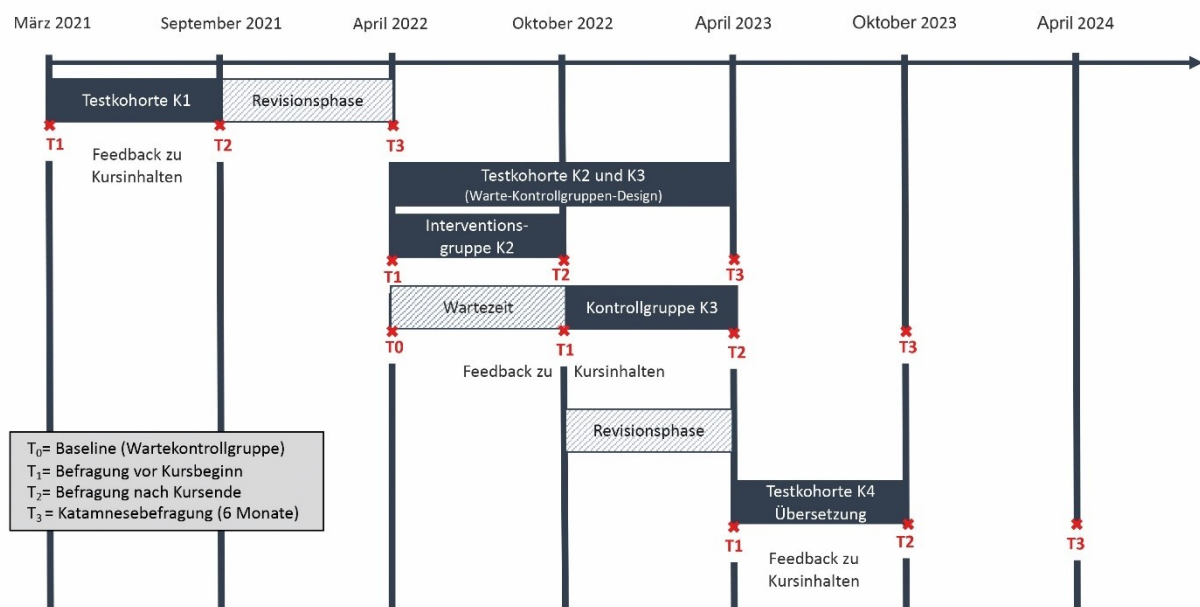 März 2021 September 2021 April 2022 Oktober 2022 April 2023 Oktober 2023 April 2024
Testkohorte K1 Revisionsphase
T1 T2 T3
Feedback zu
Kursinhalten
Testkohorte K2 und K3
(Warte-Kontrollgruppen-Design)
Interventions-
gruppe K2
T1 T2 T3
Wartezeit Kontrollgruppe K3
T0 T1 T2 T3
Feedback zu Kursinhalten
Revisionsphase
T₀= Baseline (Wartekontrollgruppe)
T₁= Befragung vor Kursbeginn
T₂= Befragung nach Kursende
T₃ = Katamnesebefragung (6 Monate)
Testkohorte K4
Übersetzung
T1 T2 T3
Feedback zu
Kursinhalten